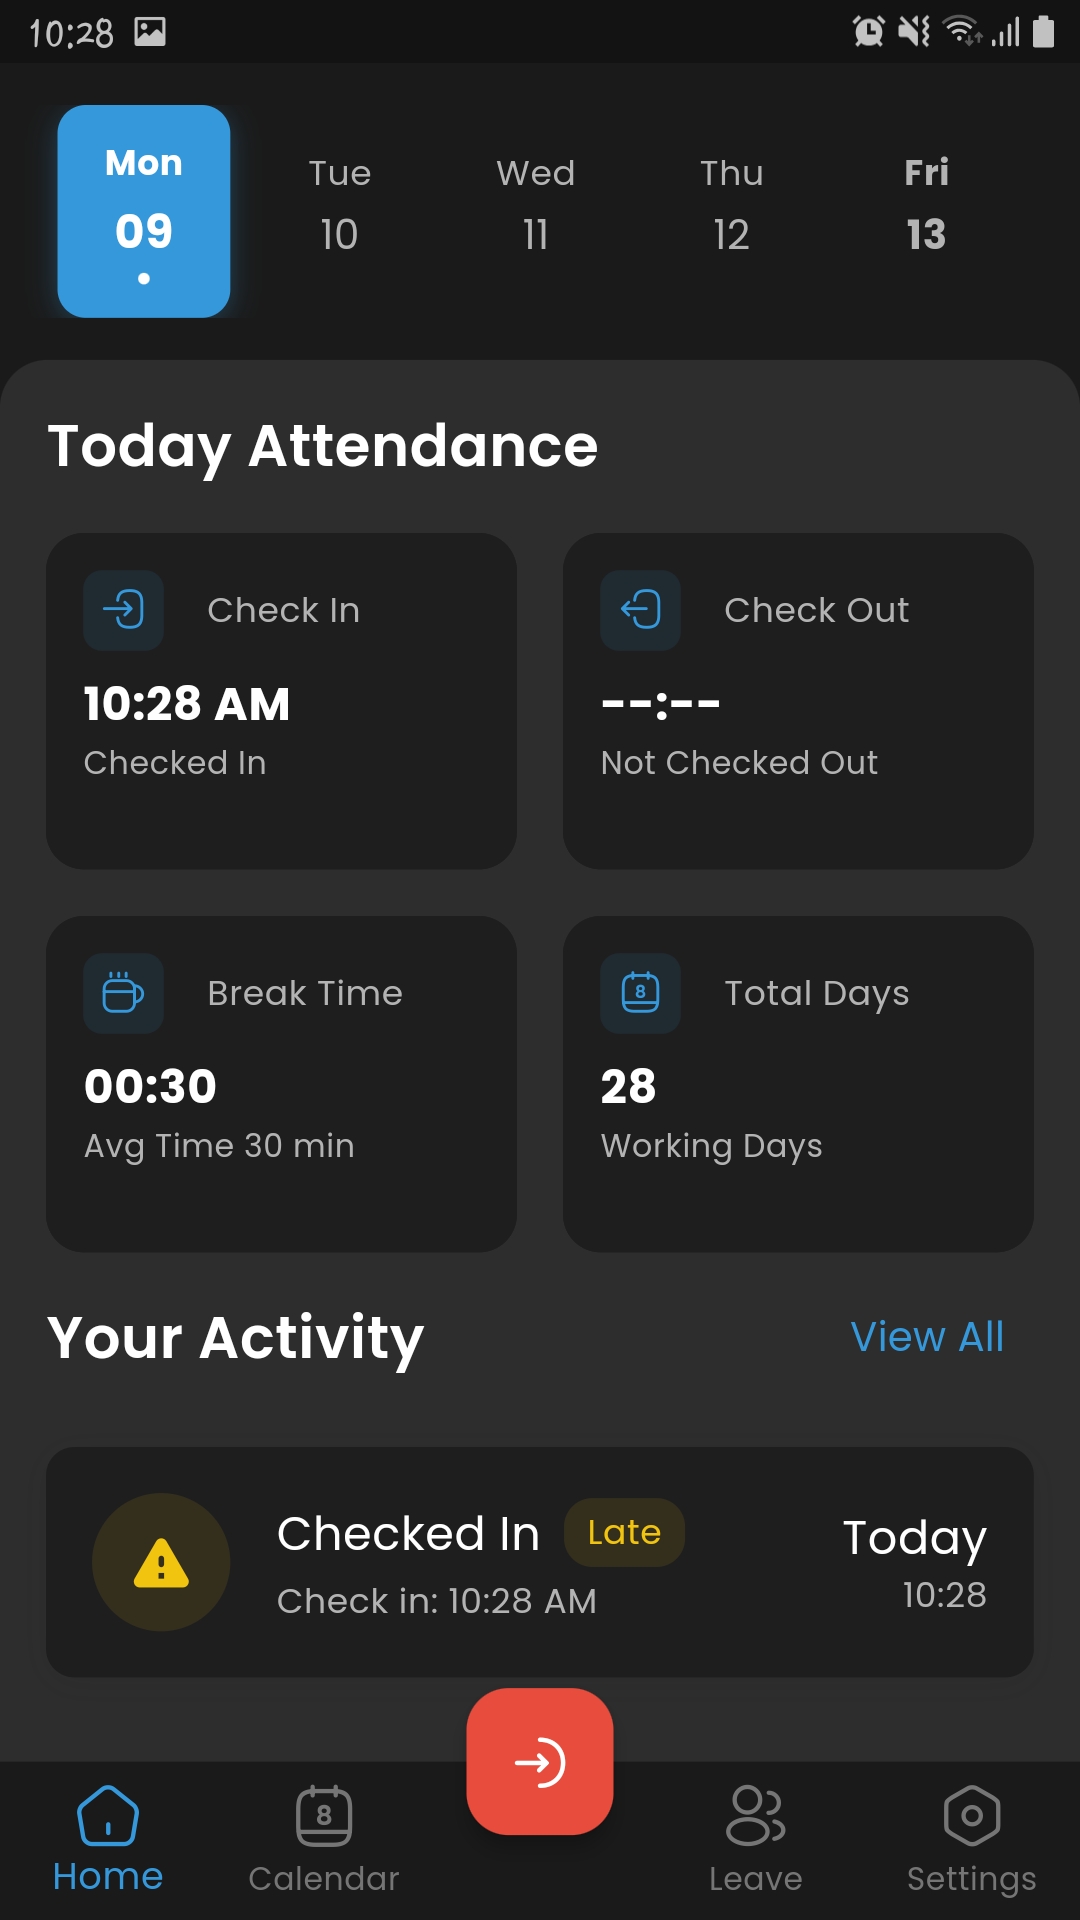 10:28
Mon Tue Wed Thu Fri
09 10 11 12 13
Today Attendance
Check In
10:28 AM
Checked In
Check Out
--:--
Not Checked Out
Break Time
00:30
Avg Time 30 min
8
Total Days
28
Working Days
Your Activity
View All
Checked In Late
Check in: 10:28 AM
Today
10:28
Home
8
Calendar
Leave
Settings